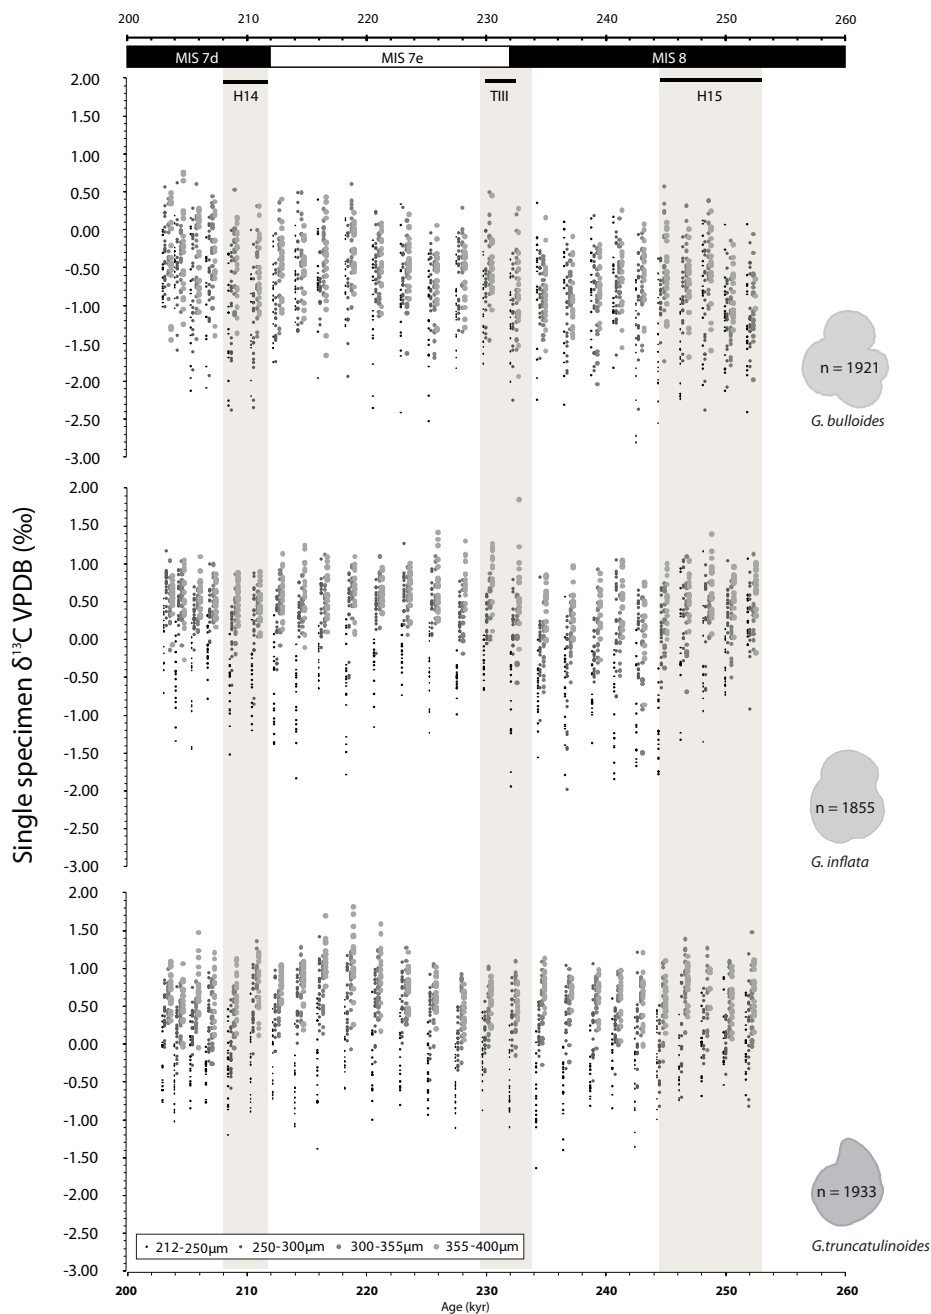 200 210 220 230 240 250 260
MIS 7d MIS 7e MIS 8
H14 TIII H15
2.00
1.50
1.00
0.50
0.00
-0.50
-1.00
-1.50
-2.00
-2.50
-3.00
n = 1921
G. bulloides
2.00
1.50
1.00
0.50
0.00
-0.50
-1.00
-1.50
-2.00
-2.50
-3.00
n = 1855
G. inflata
Single specimen δ¹³C VPDB (‰)
2.00
1.50
1.00
0.50
0.00
-0.50
-1.00
-1.50
-2.00
-2.50
-3.00
n = 1933
G.truncatulinoides
212-250µm 250-300µm 300-355µm 355-400µm
200 210 220 230 240 250 260
Age (kyr)